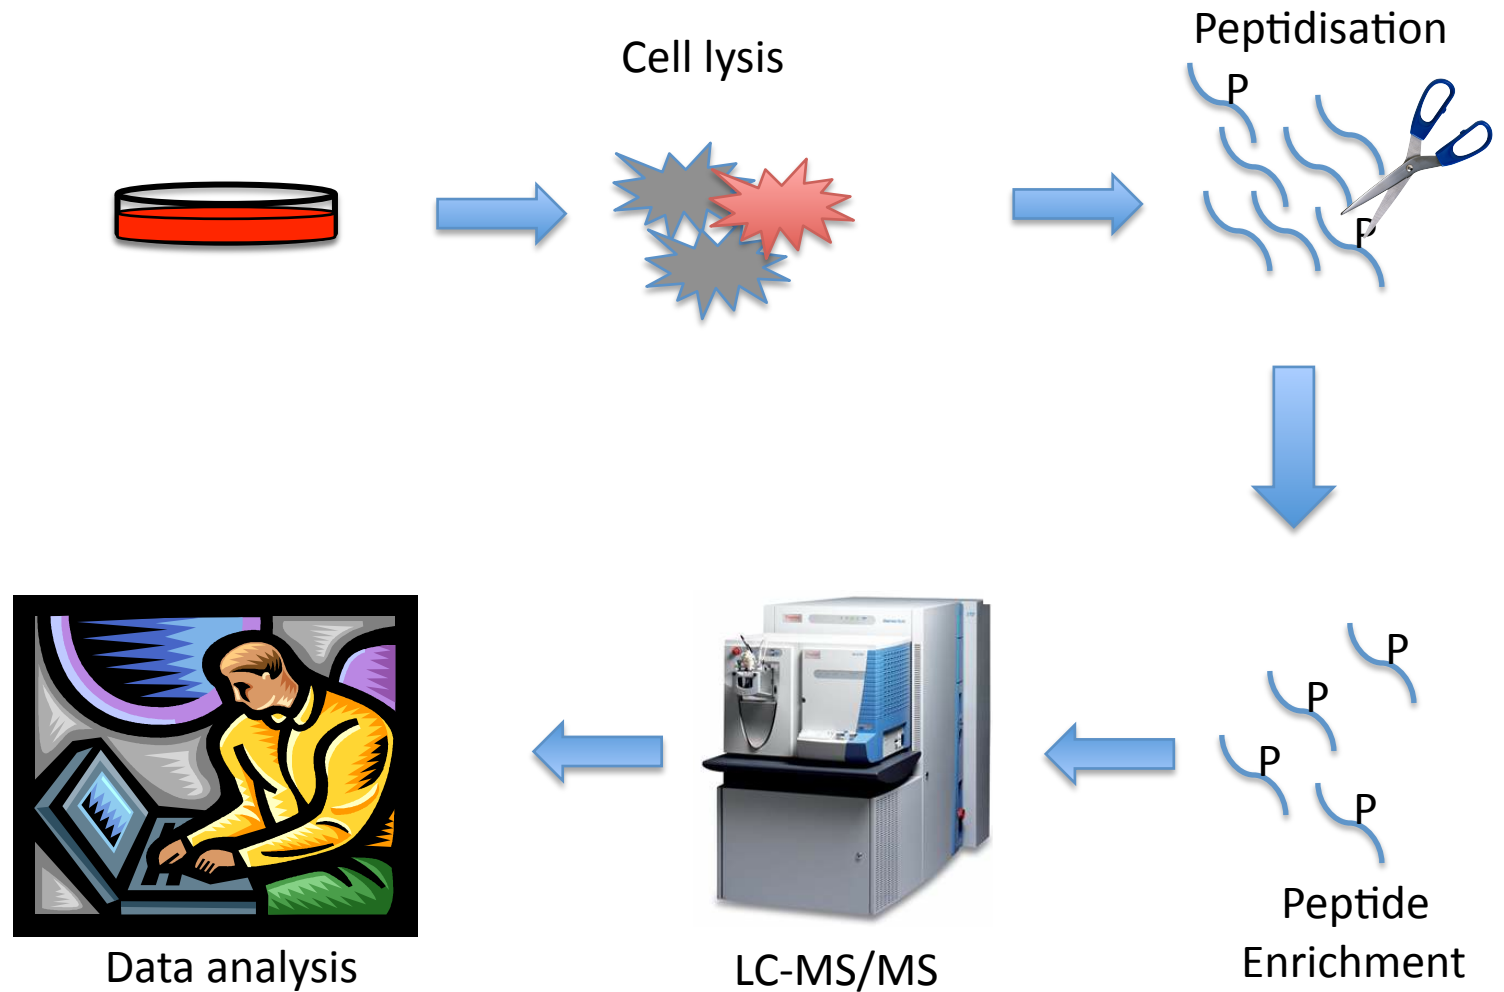 Cell lysis
Peptidisation
P
P
P
P
P
P
Peptide
Enrichment
LC-MS/MS
Data analysis